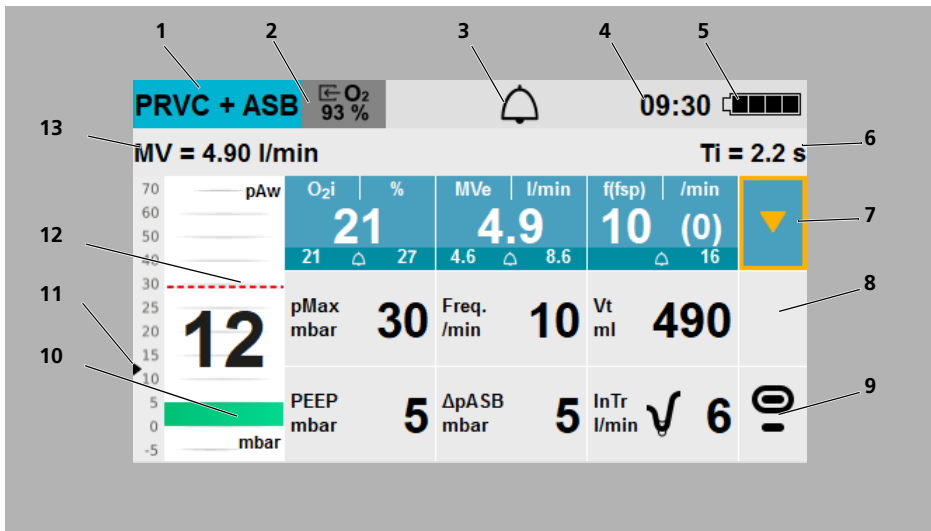 1 2 3 4 5
PRVC + ASB O₂ 93 % 09:30
13 6
MV = 4.90 l/min Ti = 2.2 s
70 pAw O₂i % MVe l/min f(fsp) /min
60
21 4.9 10 (0) 7
50
12
40 21 27 4.6 8.6 16
30 8
11
25 pMax mbar 30 Freq. /min 10 Vt ml 490
20 12
10
15
10
9
5 PEEP mbar 5 ΔpASB mbar 5 InTr l/min 6
0
-5 mbar